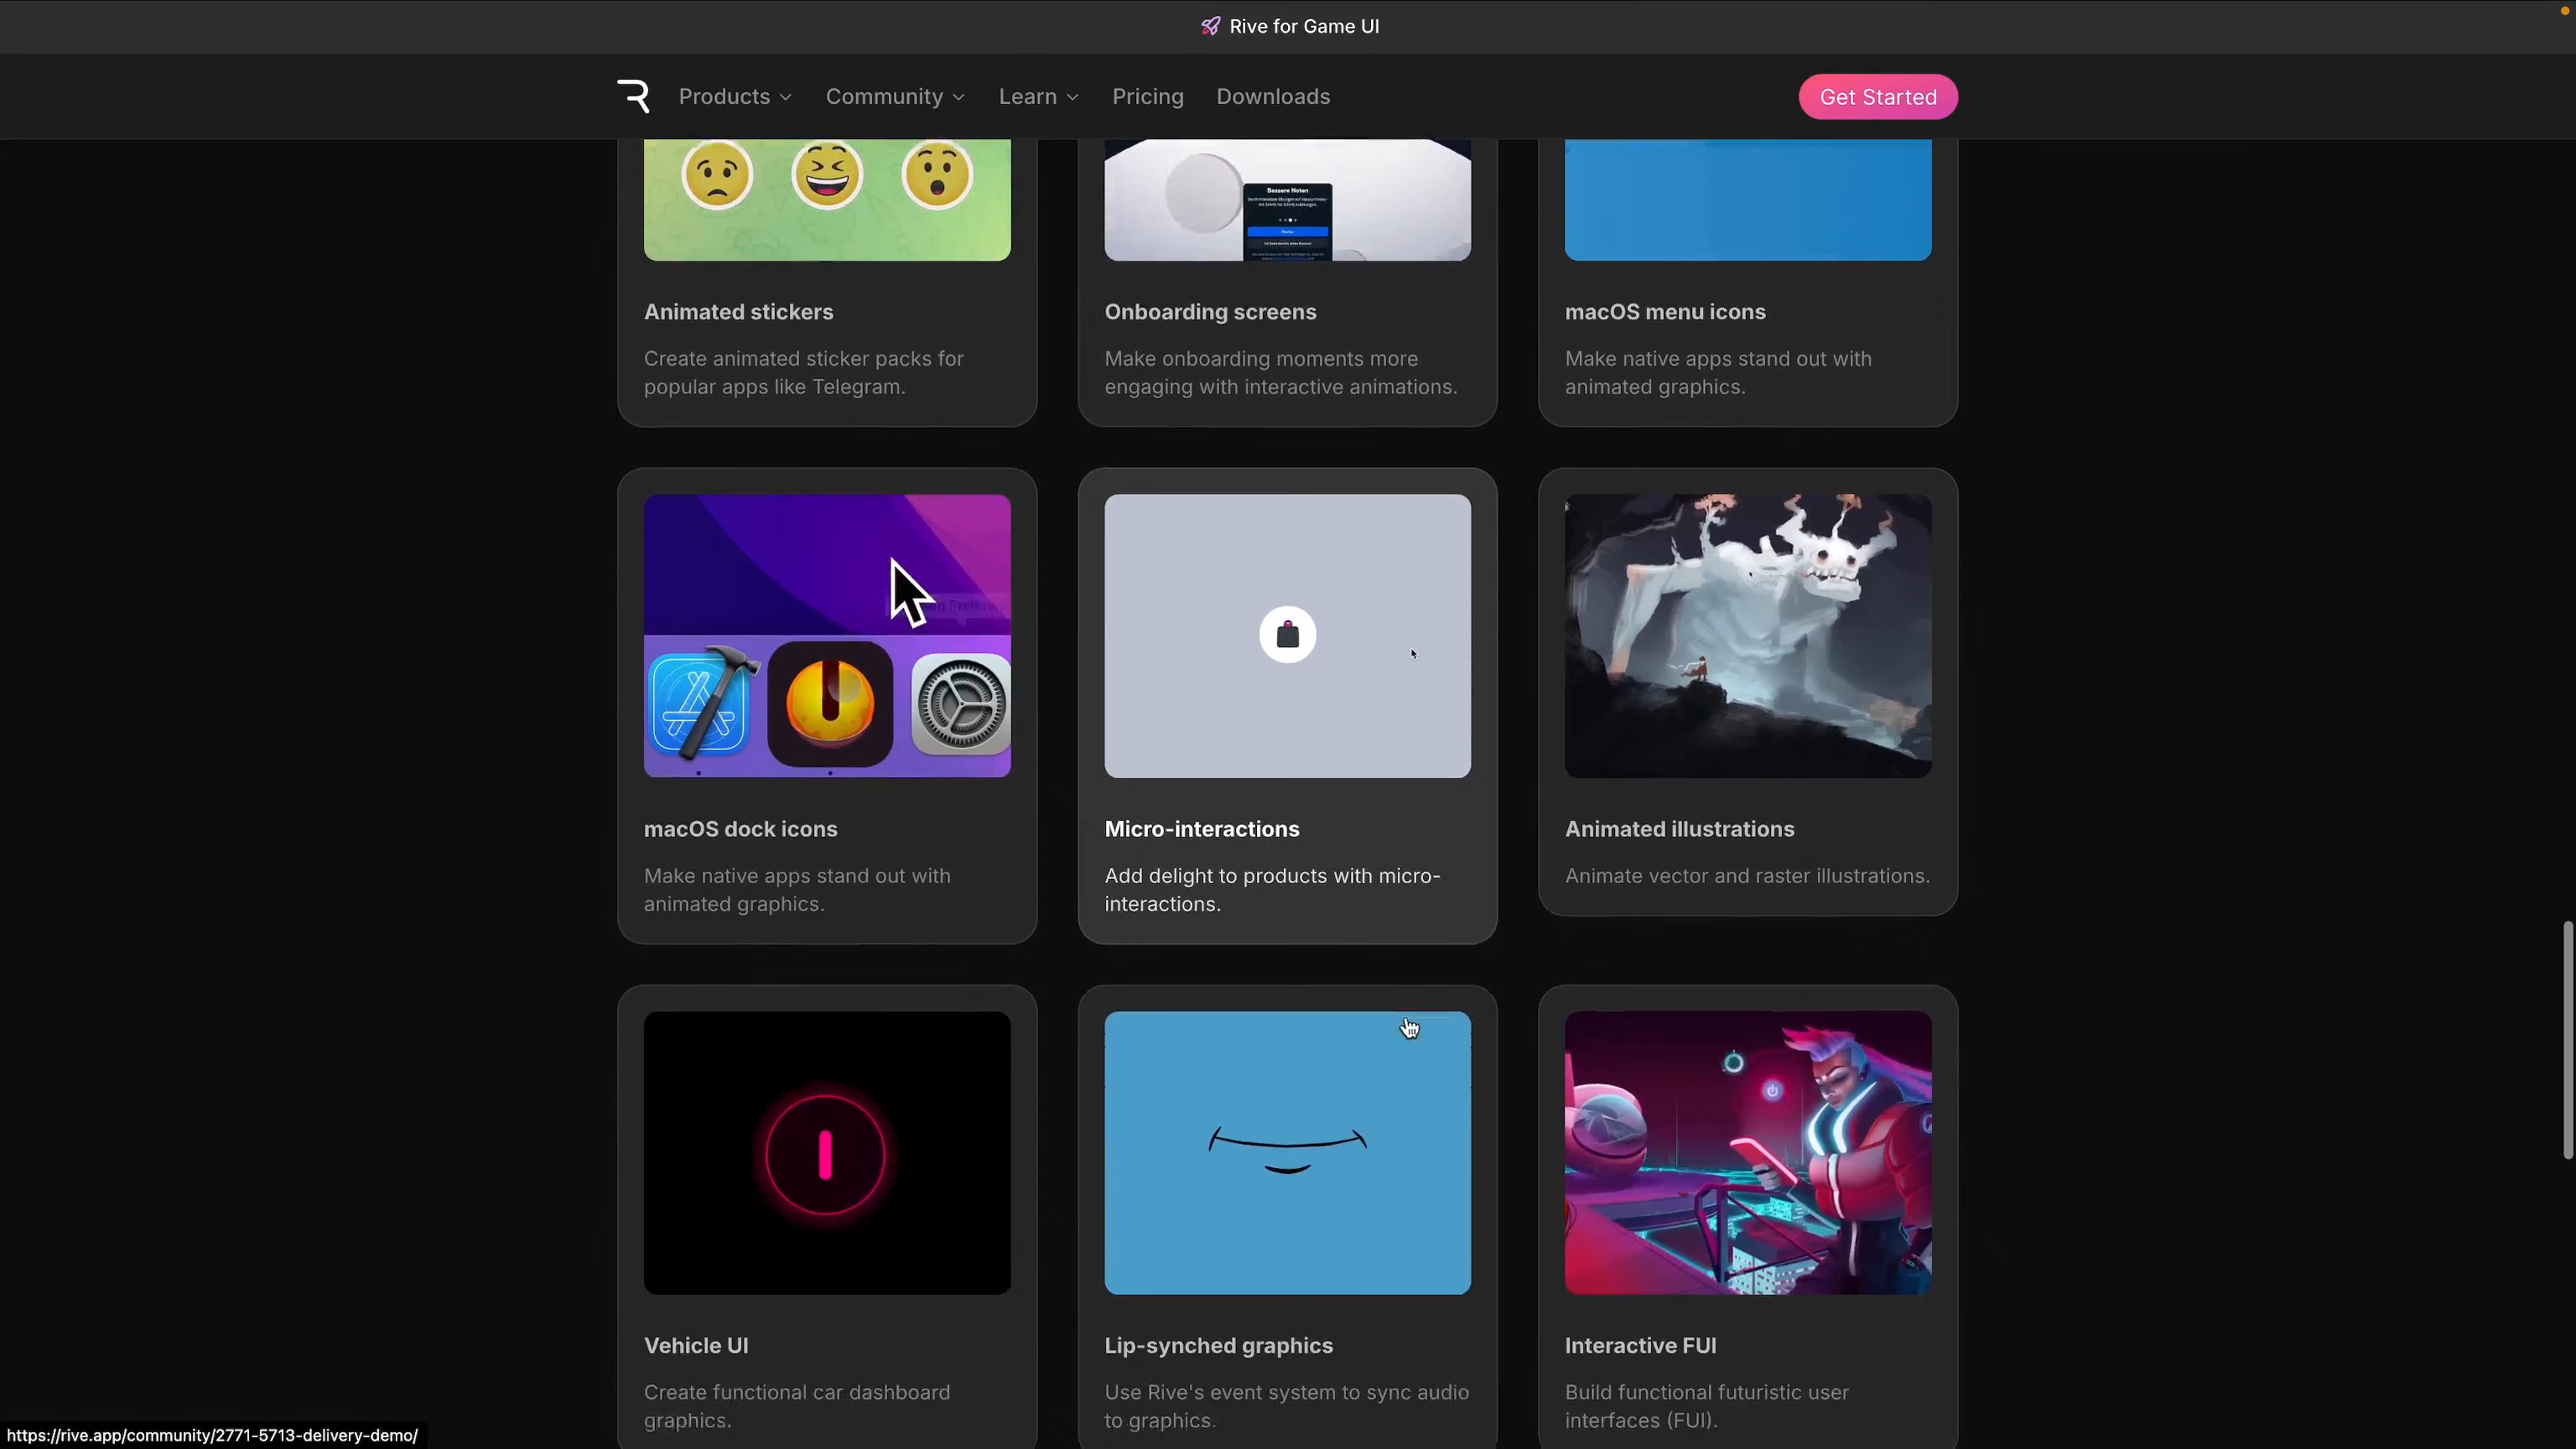 Rive for Game UI
Products
Community
Learn
Pricing
Downloads
Get Started
Bessere Noten
Animated stickers
Create animated sticker packs for
popular apps like Telegram.
Onboarding screens
Make onboarding moments more
engaging with interactive animations.
macOS menu icons
Make native apps stand out with
animated graphics.
macOS dock icons
Make native apps stand out with
animated graphics.
Micro-interactions
Add delight to products with micro-
interactions.
Animated illustrations
Animate vector and raster illustrations.
Vehicle UI
Create functional car dashboard
graphics.
Lip-synched graphics
Use Rive's event system to sync audio
to graphics.
Interactive FUI
Build functional futuristic user
interfaces (FUI).
https://rive.app/community/2771-5713-delivery-demo/